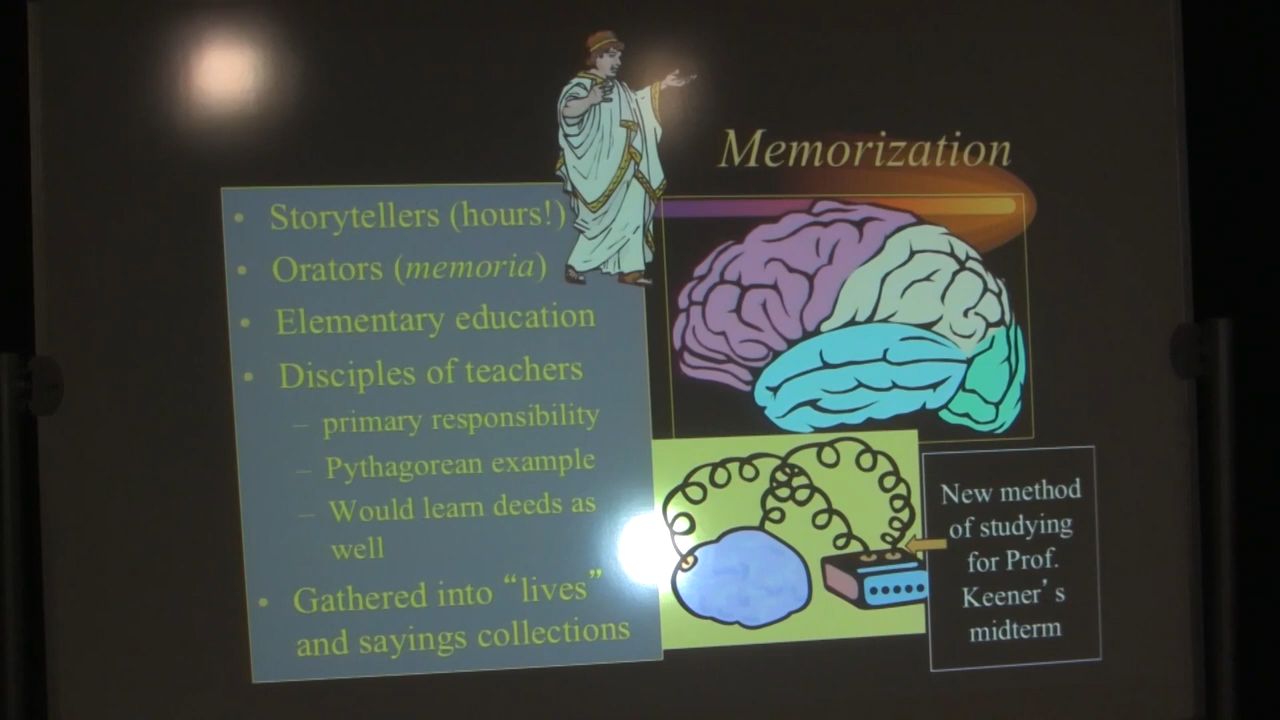 Memorization
• Storytellers (hours!)
• Orators (memoria)
• Elementary education
• Disciples of teachers
– primary responsibility
– Pythagorean example
– Would learn deeds as
well
• Gathered into “lives”
and sayings collections
New method
of studying
for Prof.
Keener’s
midterm